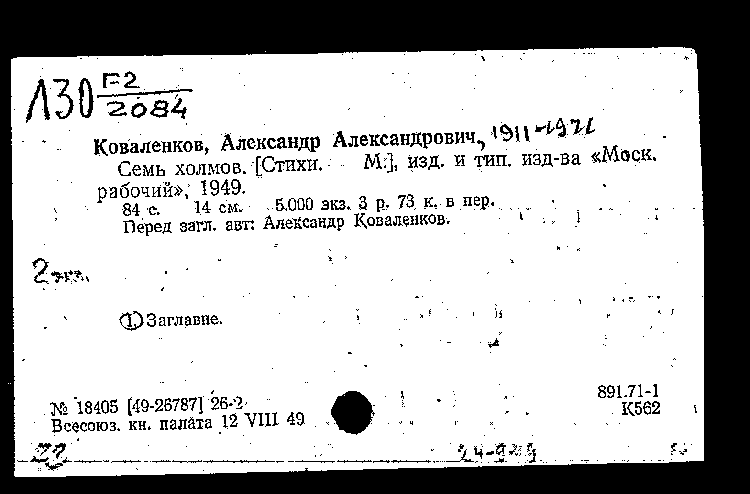 Л30 F2/2084
Коваленков, Александр Александрович, 1911-1971
Семь холмов. [Стихи. М.], изд. и тип. изд-ва «Моск.
рабочий», 1949.
84 с. 14 см. 5.000 экз. 3 р. 73 к. в пер.
Перед загл. авт: Александр Коваленков.
2 экз.
1. Заглавие.
891.71-1
№ 18405 [49-26787] 26-2
К562
Всесоюз. кн. палата 12 VIII 49
22